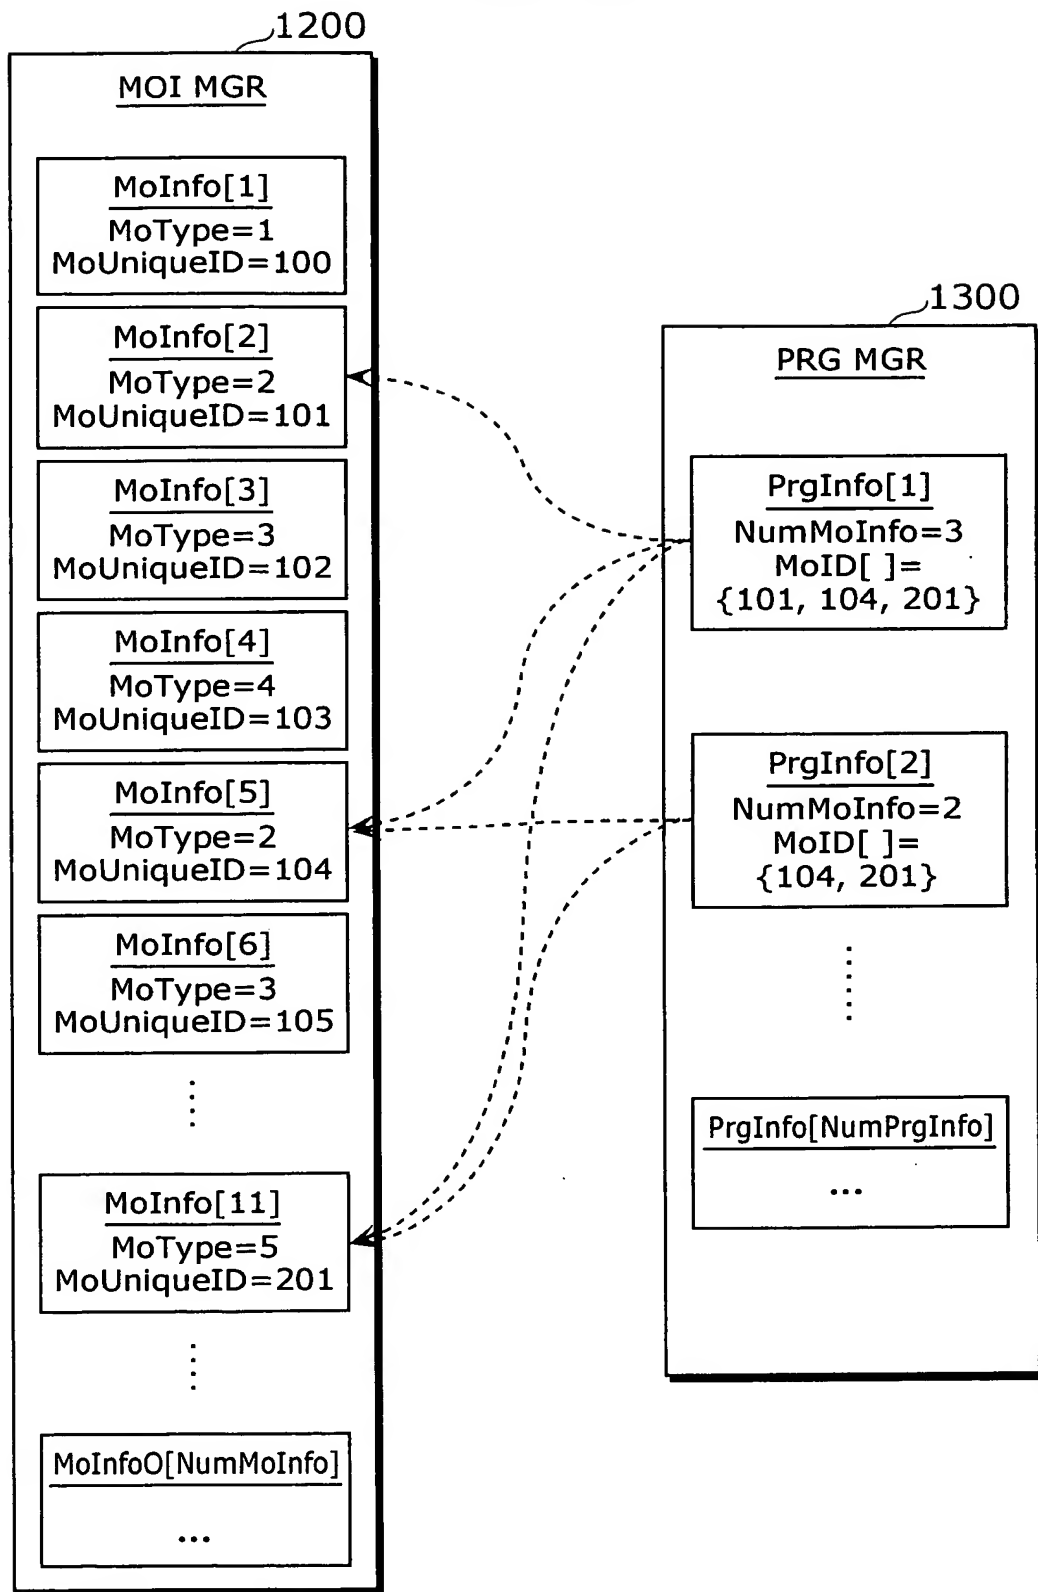 1200
MOI MGR
MoInfo[1]
MoType=1
MoUniqueID=100
MoInfo[2]
MoType=2
MoUniqueID=101
MoInfo[3]
MoType=3
MoUniqueID=102
MoInfo[4]
MoType=4
MoUniqueID=103
MoInfo[5]
MoType=2
MoUniqueID=104
MoInfo[6]
MoType=3
MoUniqueID=105
MoInfo[11]
MoType=5
MoUniqueID=201
MoInfoO[NumMoInfo]
...
1300
PRG MGR
PrgInfo[1]
NumMoInfo=3
MoID[ ]=
{101, 104, 201}
PrgInfo[2]
NumMoInfo=2
MoID[ ]=
{104, 201}
PrgInfo[NumPrgInfo]
...